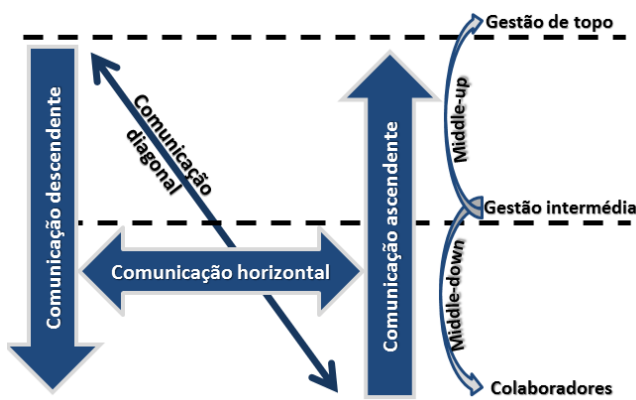 Gestão de topo
Comunicação descendente
Comunicação
diagonal
Comunicação ascendente
Middle-up
Gestão intermédia
Comunicação horizontal
Middle-down
Colaboradores